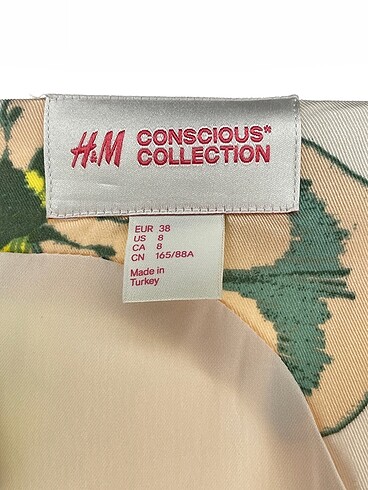 H&M CONSCIOUS*
COLLECTION
EUR 38
US 8
CA 8
CN 165/88A
Made in
Turkey